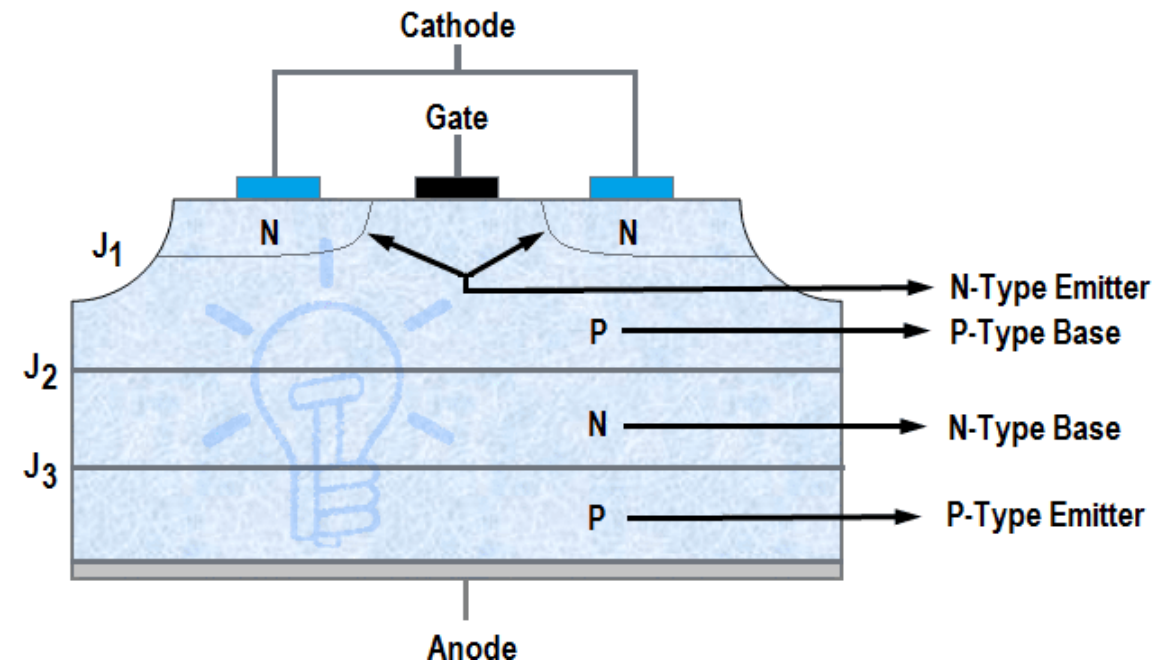 Cathode
Gate
N N
J1
N-Type Emitter
P P-Type Base
J2
N N-Type Base
J3
P P-Type Emitter
Anode